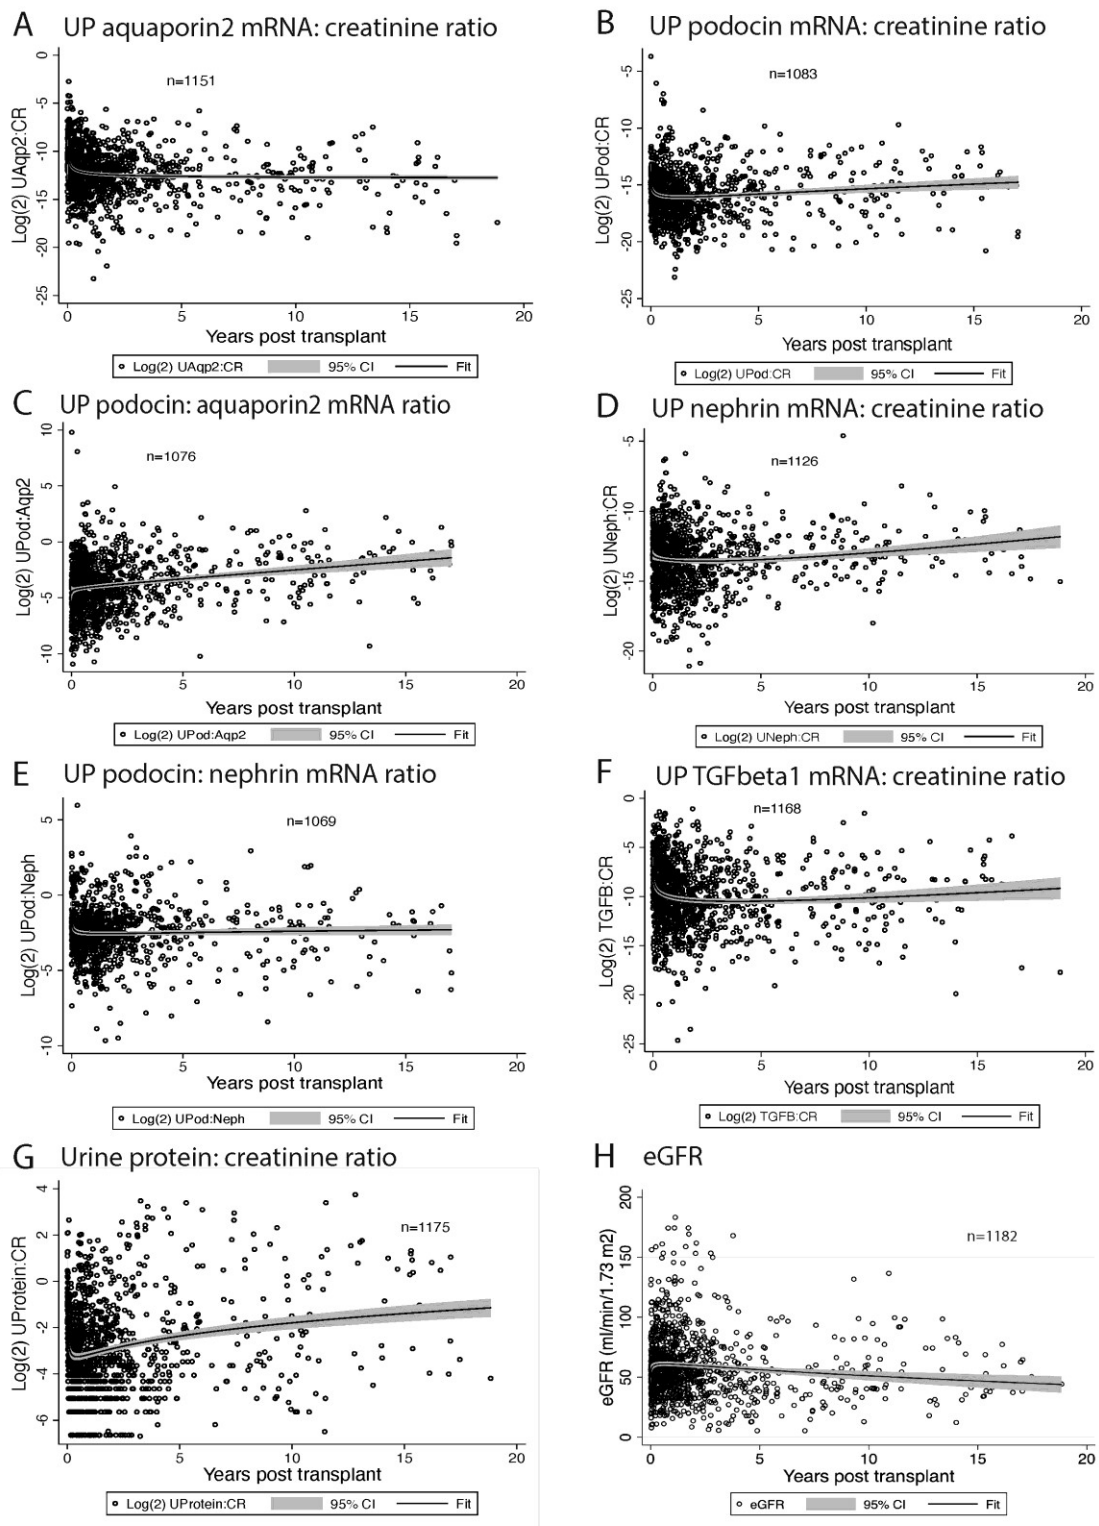 A UP aquaporin2 mRNA: creatinine ratio
n=1151
Log(2) UAqp2:CR
0
-5
-10
-15
-20
-25
0 5 10 15 20
Years post transplant
Log(2) UAqp2:CR 95% CI Fit
B UP podocin mRNA: creatinine ratio
n=1083
Log(2) UPod:CR
-5
-10
-15
-20
-25
0 5 10 15 20
Years post transplant
Log(2) UPod:CR 95% CI Fit
C UP podocin: aquaporin2 mRNA ratio
n=1076
Log(2) UPod:Aqp2
10
5
0
-5
-10
0 5 10 15 20
Years post transplant
Log(2) UPod:Aqp2 95% CI Fit
D UP nephrin mRNA: creatinine ratio
n=1126
Log(2) UNeph:CR
-5
-10
-15
-20
0 5 10 15 20
Years post transplant
Log(2) UNeph:CR 95% CI Fit
E UP podocin: nephrin mRNA ratio
n=1069
Log(2) UPod:Neph
5
0
-5
-10
0 5 10 15 20
Years post transplant
Log(2) UPod:Neph 95% CI Fit
F UP TGFbeta1 mRNA: creatinine ratio
n=1168
Log(2) TGFB:CR
0
-5
-10
-15
-20
-25
0 5 10 15 20
Years post transplant
Log(2) TGFB:CR 95% CI Fit
G Urine protein: creatinine ratio
n=1175
Log(2) UProtein:CR
4
2
0
-2
-4
-6
0 5 10 15 20
Years post transplant
Log(2) UProtein:CR 95% CI Fit
H eGFR
n=1182
eGFR (ml/min/1.73 m2)
200
150
100
50
0
0 5 10 15 20
Years post transplant
eGFR 95% CI Fit